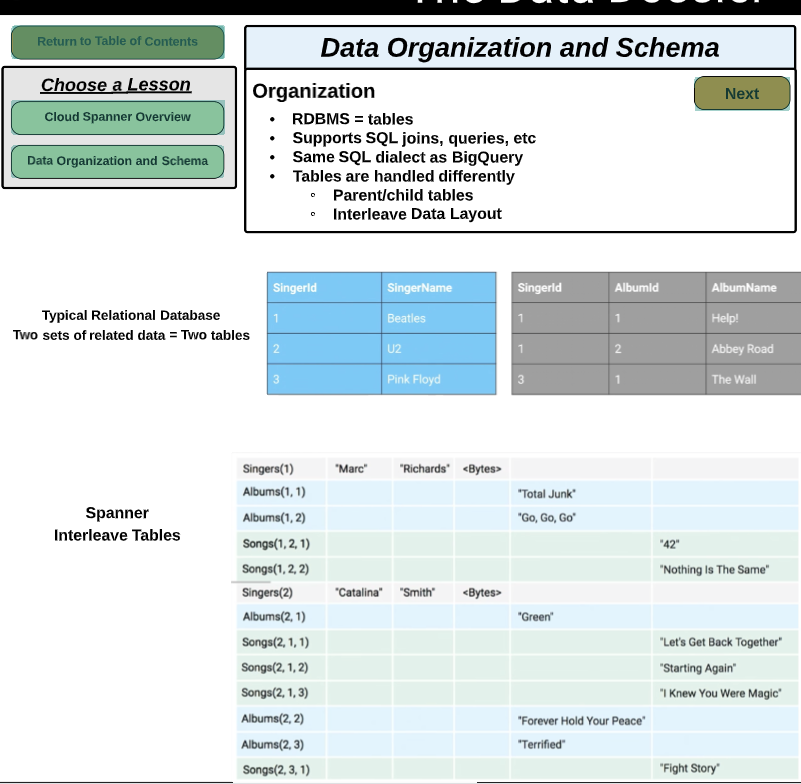 The Data Dossier
Return to Table of Contents
Choose a Lesson
Cloud Spanner Overview
Data Organization and Schema
Data Organization and Schema
Organization
Next
• RDBMS = tables
• Supports SQL joins, queries, etc
• Same SQL dialect as BigQuery
• Tables are handled differently
◦ Parent/child tables
◦ Interleave Data Layout
Typical Relational Database
Two sets of related data = Two tables
SingerId SingerName
1 Beatles
2 U2
3 Pink Floyd
SingerId AlbumId AlbumName
1 1 Help!
1 2 Abbey Road
3 1 The Wall
Spanner
Interleave Tables
Singers(1) "Marc" "Richards" <Bytes>
Albums(1, 1) "Total Junk"
Albums(1, 2) "Go, Go, Go"
Songs(1, 2, 1) "42"
Songs(1, 2, 2) "Nothing Is The Same"
Singers(2) "Catalina" "Smith" <Bytes>
Albums(2, 1) "Green"
Songs(2, 1, 1) "Let's Get Back Together"
Songs(2, 1, 2) "Starting Again"
Songs(2, 1, 3) "I Knew You Were Magic"
Albums(2, 2) "Forever Hold Your Peace"
Albums(2, 3) "Terrified"
Songs(2, 3, 1) "Fight Story"